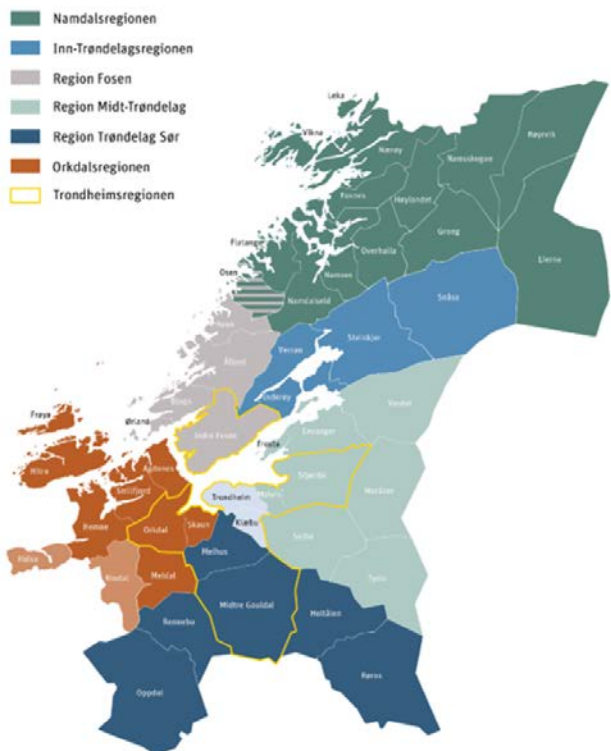 Namdalsregionen
Inn-Trøndelagsregionen
Region Fosen
Region Midt-Trøndelag
Region Trøndelag Sør
Orkdalsregionen
Trondheimsregionen
Leka
Vikna
Nærøy
Namsskogan
Røyrvik
Fosnes
Høylandet
Grong
Overhalla
Lierne
Flatanger
Namsos
Osen
Namdalseid
Snåsa
Roan
Steinkjer
Verran
Åfjord
Inderøy
Verdal
Bjugn
Ørland
Indre Fosen
Levanger
Frosta
Frøya
Hitra
Agdenes
Stjørdal
Snillfjord
Trondheim
Malvik
Meråker
Hemne
Orkdal
Skaun
Klæbu
Selbu
Melhus
Halsa
Rindal
Meldal
Tydal
Midtre Gauldal
Holtålen
Rennebu
Røros
Oppdal